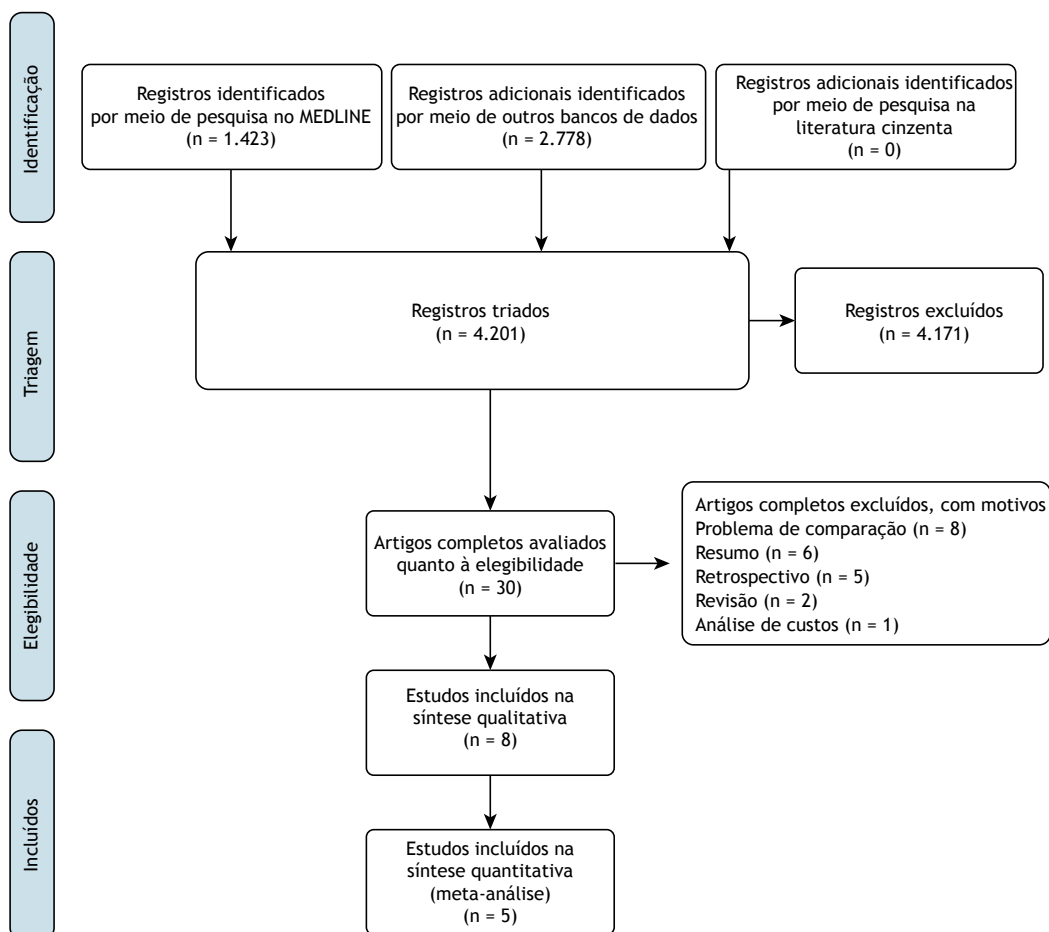 Identificação
Registros identificados
por meio de pesquisa no MEDLINE
(n = 1.423)
Registros adicionais identificados
por meio de outros bancos de dados
(n = 2.778)
Registros adicionais identificados
por meio de pesquisa na
literatura cinzenta
(n = 0)
Triagem
Registros triados
(n = 4.201)
Registros excluídos
(n = 4.171)
Elegibilidade
Artigos completos avaliados
quanto à elegibilidade
(n = 30)
Artigos completos excluídos, com motivos
Problema de comparação (n = 8)
Resumo (n = 6)
Retrospectivo (n = 5)
Revisão (n = 2)
Análise de custos (n = 1)
Estudos incluídos na
síntese qualitativa
(n = 8)
Incluídos
Estudos incluídos na
síntese quantitativa
(meta-análise)
(n = 5)